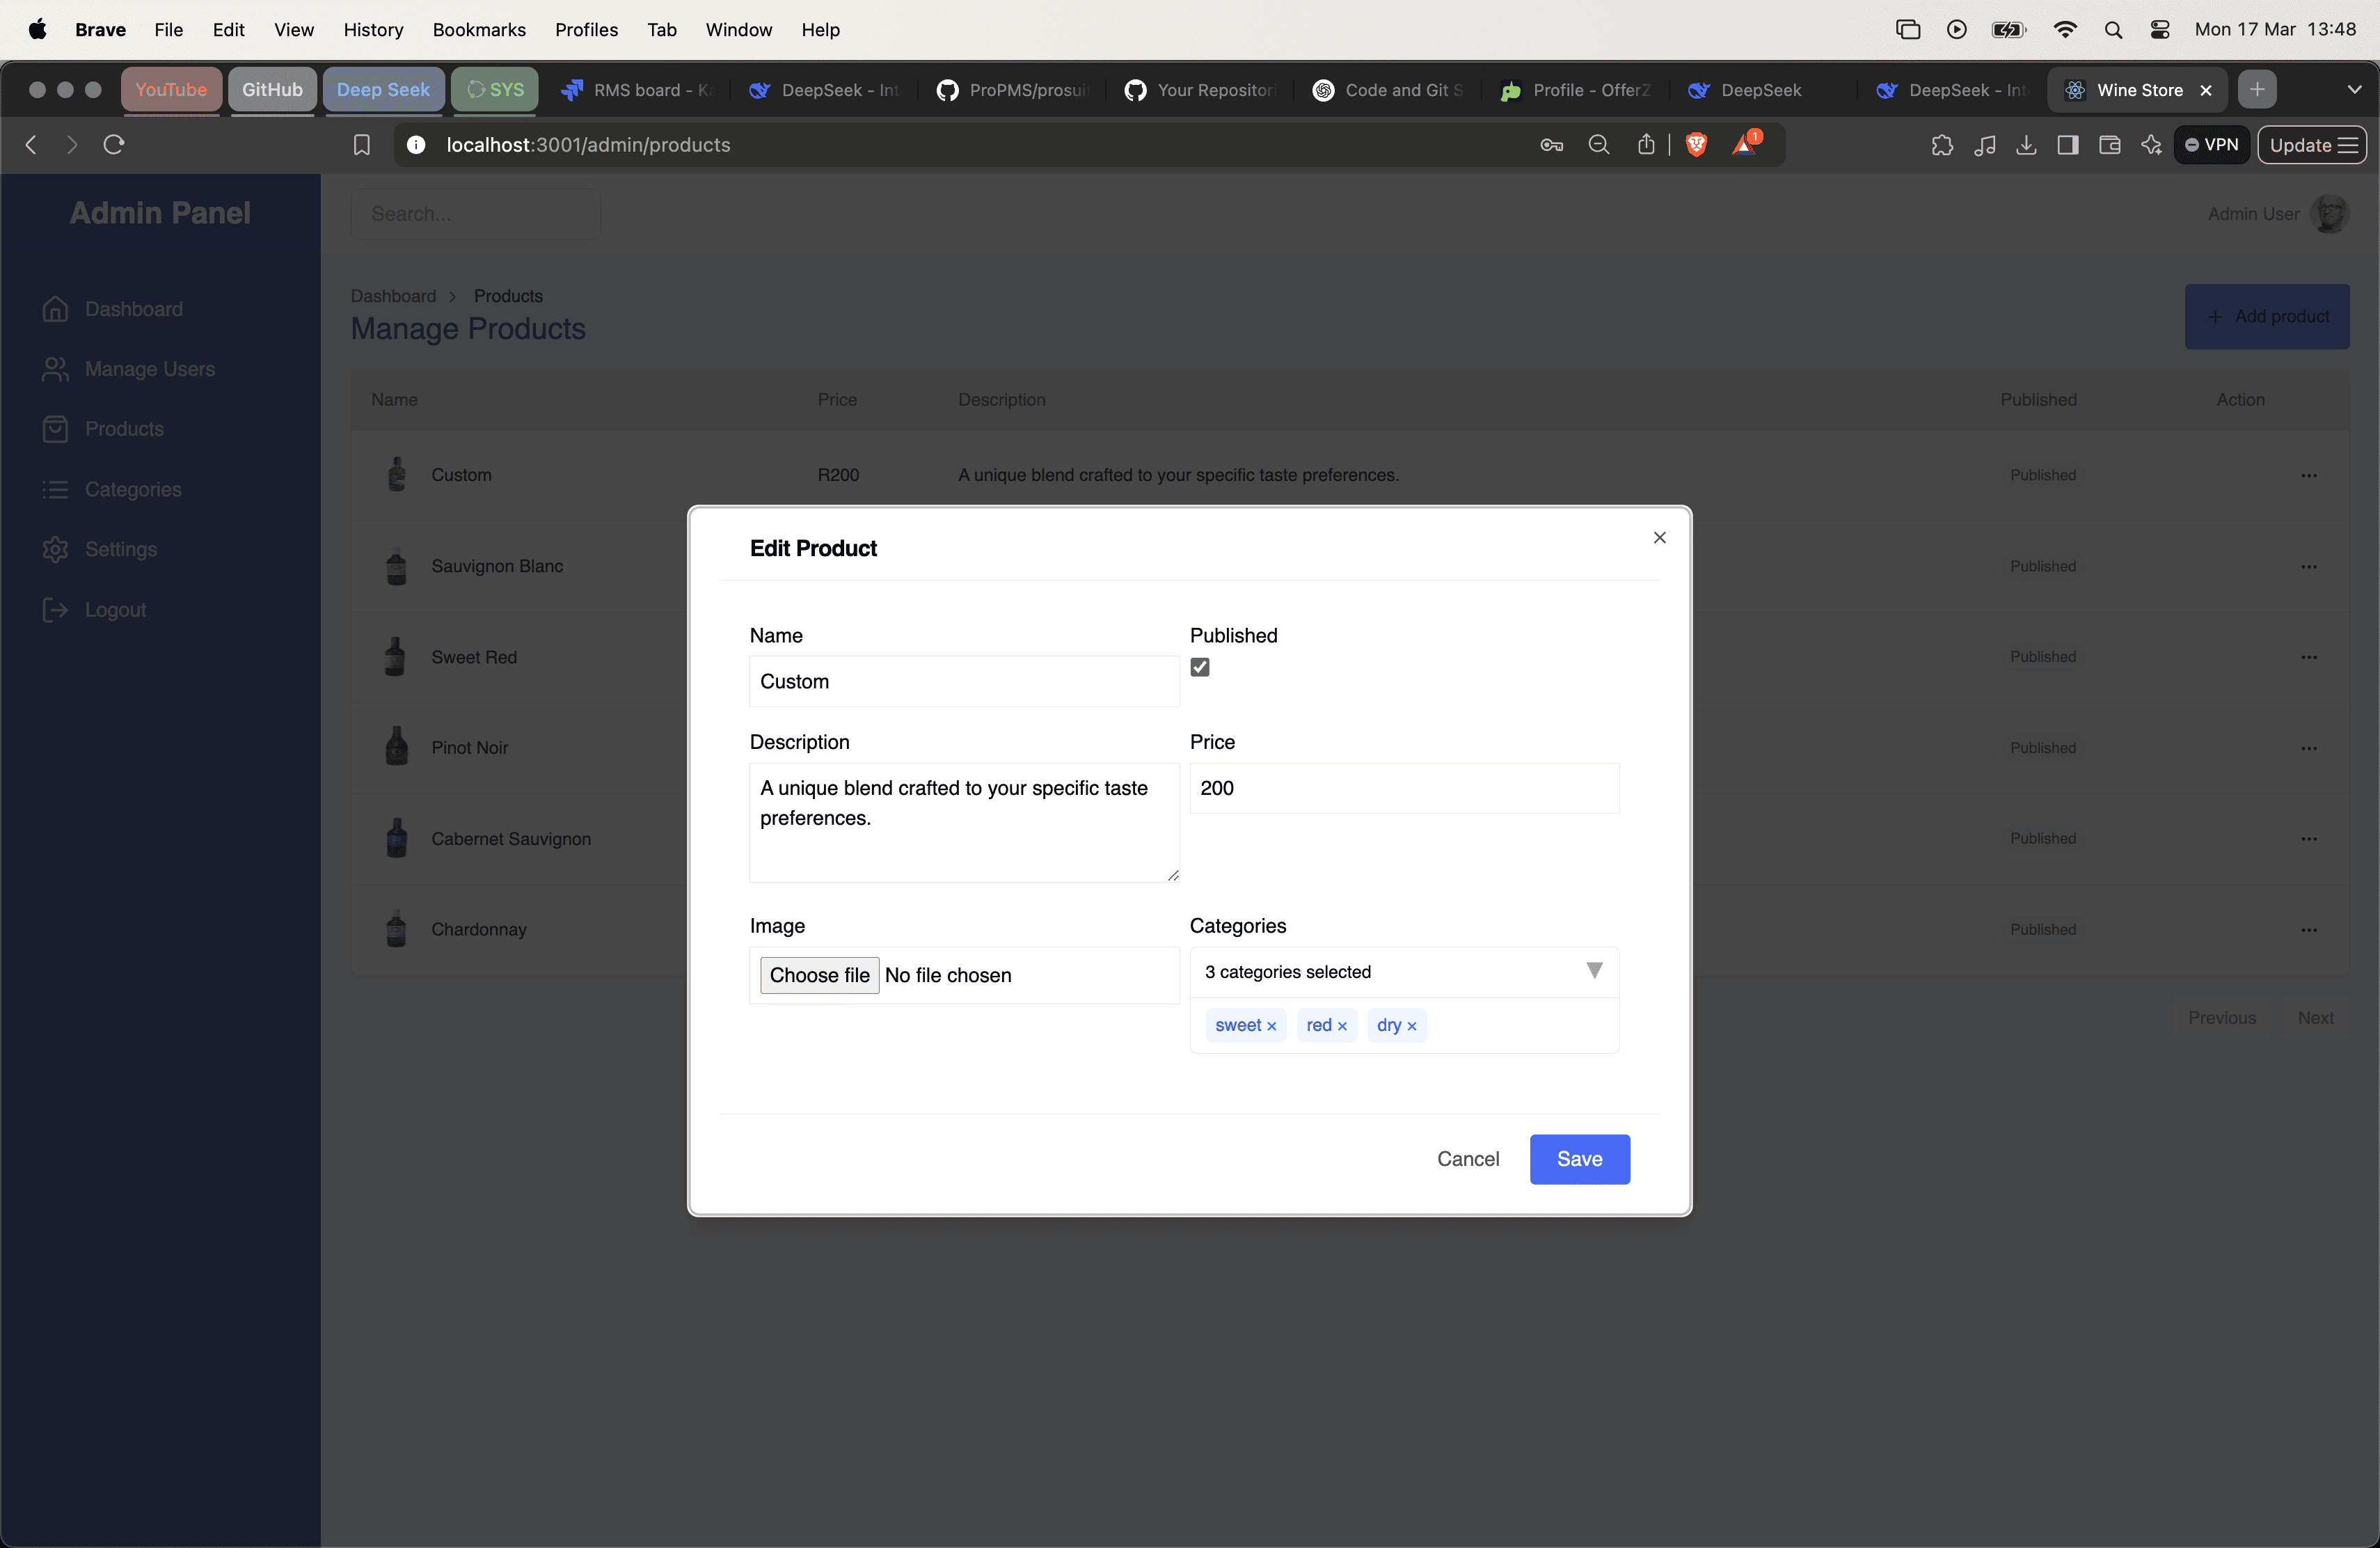 Brave File Edit View History Bookmarks Profiles Tab Window Help Mon 17 Mar 13:48
YouTube GitHub Deep Seek SYS RMS board - Ka DeepSeek - Int ProPMS/prosuit Your Repositori Code and Git S Profile - OfferZ DeepSeek DeepSeek - Int Wine Store
localhost:3001/admin/products 1 VPN Update
Admin Panel
Search...
Admin User
Dashboard
Manage Users
Products
Categories
Settings
Logout
Dashboard > Products
Manage Products
+ Add product
Name Price Description Published Action
Custom R200 A unique blend crafted to your specific taste preferences. Published ...
Sauvignon Blanc Published ...
Sweet Red Published ...
Pinot Noir Published ...
Cabernet Sauvignon Published ...
Chardonnay Published ...
Previous Next
Edit Product ×
Name
Custom
Published
Description
A unique blend crafted to your specific taste
preferences.
Price
200
Image
Choose file No file chosen
Categories
3 categories selected
sweet × red × dry ×
Cancel Save